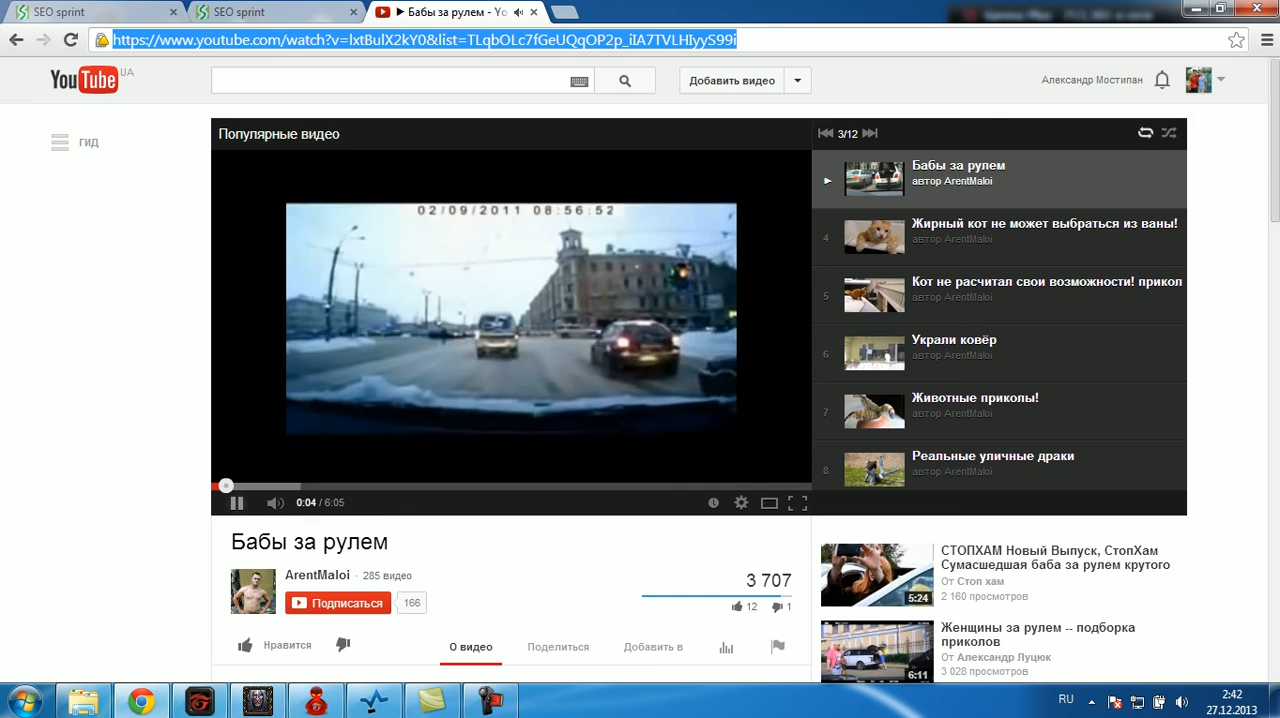 SEO sprint
SEO sprint
▶ Бабы за рулем - Yo
https://www.youtube.com/watch?v=lxtBulX2kY0&list=TLqbOLc7fGeUQqOP2p_iIA7TVLHIyyS99i
YouTube UA
Добавить видео
Александр Мостипан
ГИД
Популярные видео
3/12
02/09/2011 08:56:52
Бабы за рулем
автор ArentMaloi
4
Жирный кот не может выбраться из ваны!
автор ArentMaloi
5
Кот не расчитал свои возможности! прикол
автор ArentMaloi
6
Украли ковёр
автор ArentMaloi
7
Животные приколы!
автор ArentMaloi
8
Реальные уличные драки
автор ArentMaloi
0:04 / 6:05
Бабы за рулем
ArentMaloi · 285 видео
Подписаться 166
3 707
12 1
Нравится
О видео
Поделиться
Добавить в
СТОПХАМ Новый Выпуск, СтопХам
Сумасшедшая баба за рулем крутого
От Стоп хам
2 160 просмотров
5:24
Женщины за рулем -- подборка
приколов
От Александр Луцюк
3 028 просмотров
6:11
RU
2:42
27.12.2013